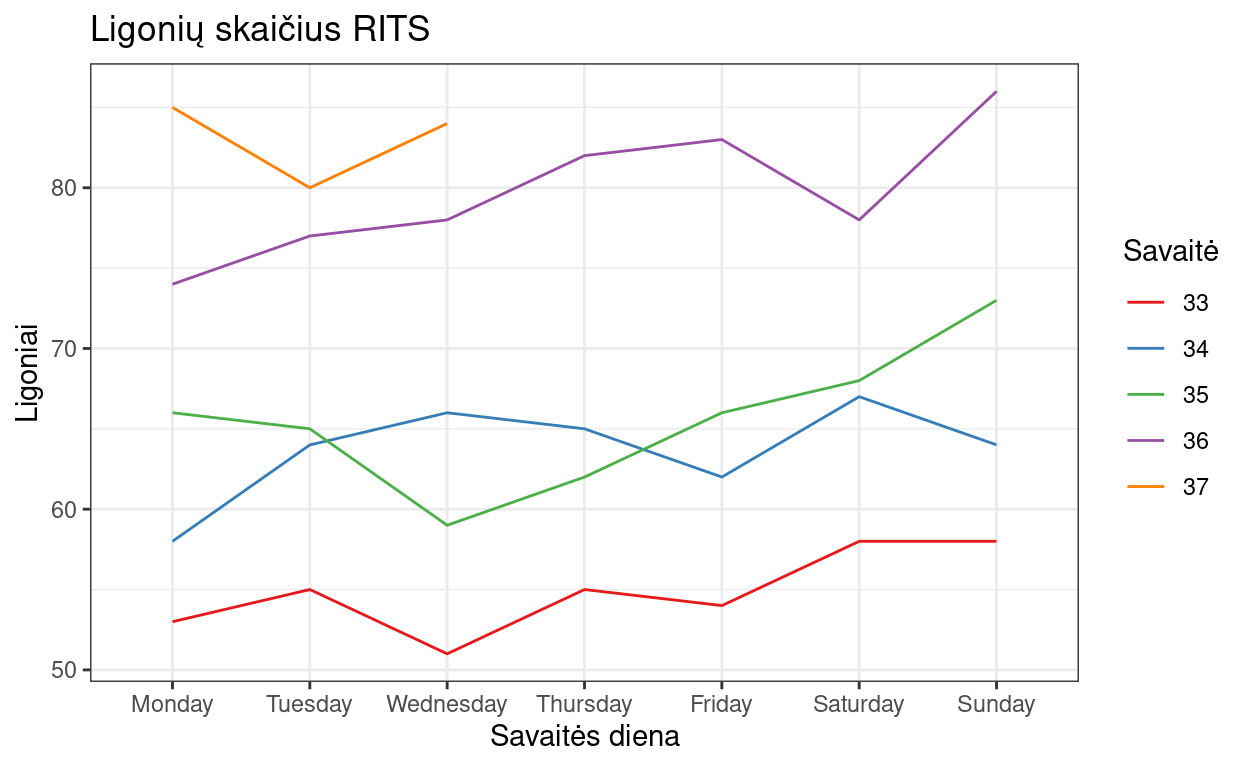 Ligonių skaičius RITS
Ligoniai
80
70
60
50
Monday Tuesday Wednesday Thursday Friday Saturday Sunday
Savaitės diena
Savaitė
33
34
35
36
37